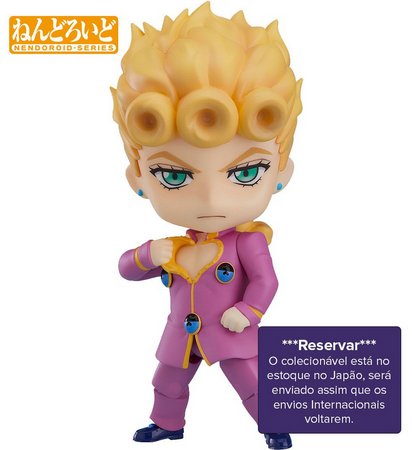 ねんどろいど
NENDOROID-SERIES
***Reservar***
O colecionável está no
estoque no Japão, será
enviado assim que os
envios Internacionais
voltarem.